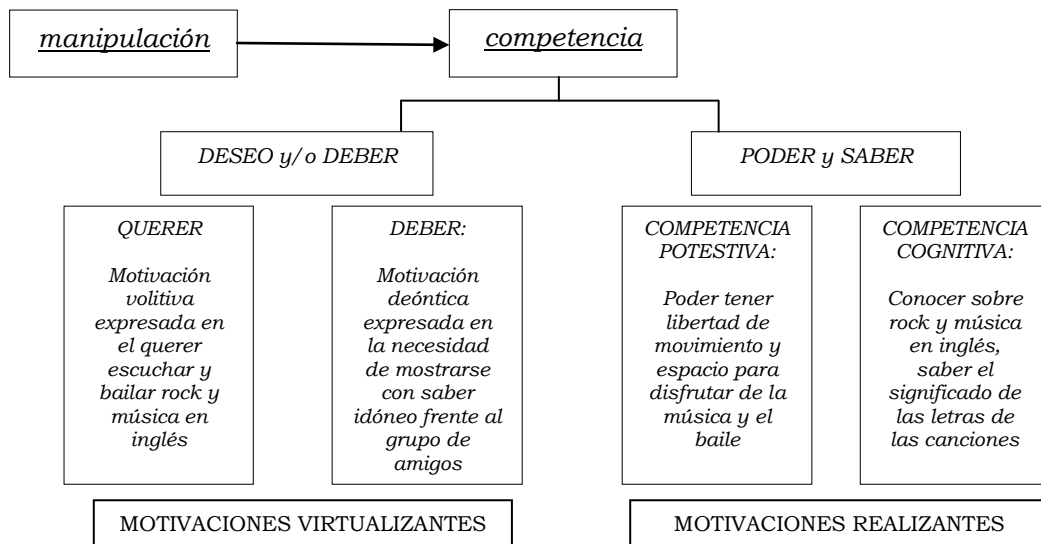 manipulación
competencia
DESEO y/o DEBER
PODER y SABER
QUERER
Motivación
volitiva
expresada en
el querer
escuchar y
bailar rock y
música en
inglés
DEBER:
Motivación
deóntica
expresada en
la necesidad
de mostrarse
con saber
idóneo frente al
grupo de
amigos
COMPETENCIA
POTESTIVA:
Poder tener
libertad de
movimiento y
espacio para
disfrutar de la
música y el
baile
COMPETENCIA
COGNITIVA:
Conocer sobre
rock y música
en inglés,
saber el
significado de
las letras de
las canciones
MOTIVACIONES VIRTUALIZANTES
MOTIVACIONES REALIZANTES